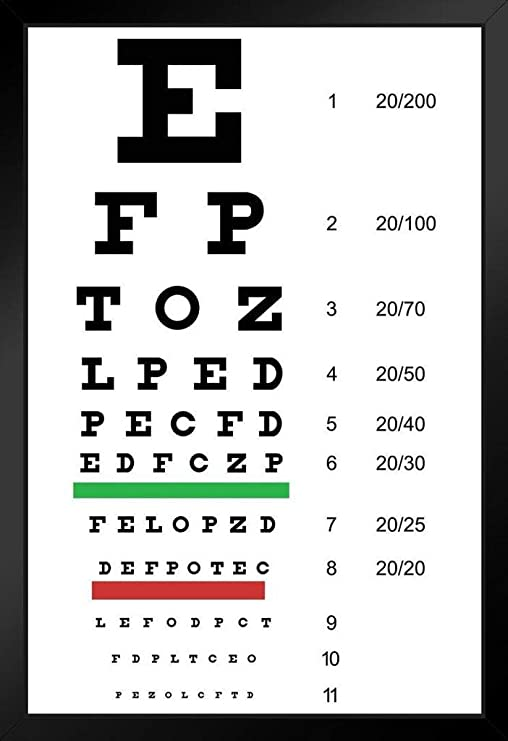 E 1 20/200
F P 2 20/100
T O Z 3 20/70
L P E D 4 20/50
P E C F D 5 20/40
E D F C Z P 6 20/30
F E L O P Z D 7 20/25
D E F P O T E C 8 20/20
L E F O D P C T 9
F D P L T C E O 10
P E Z O L C F T D 11